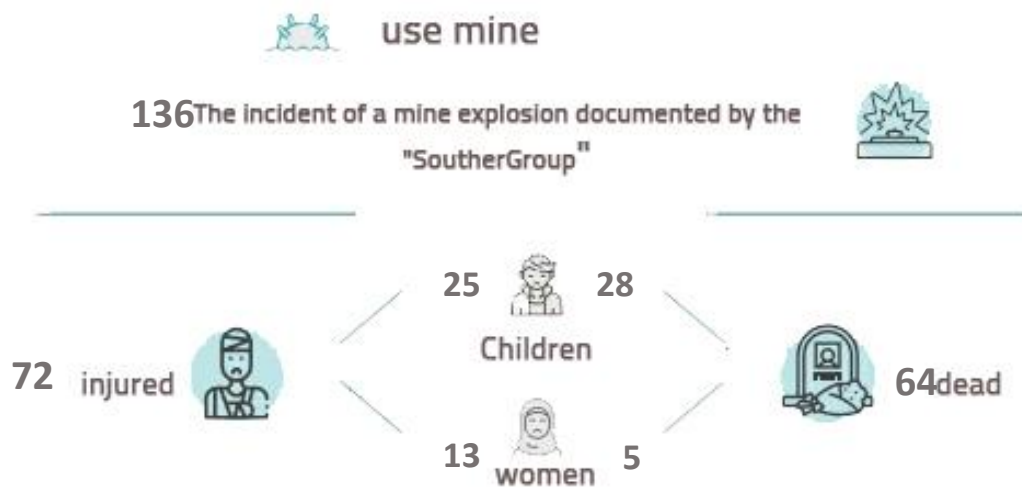 use mine
136The incident of a mine explosion documented by the
"SoutherGroup"
25 28
Children
72 injured
64dead
13 5
women